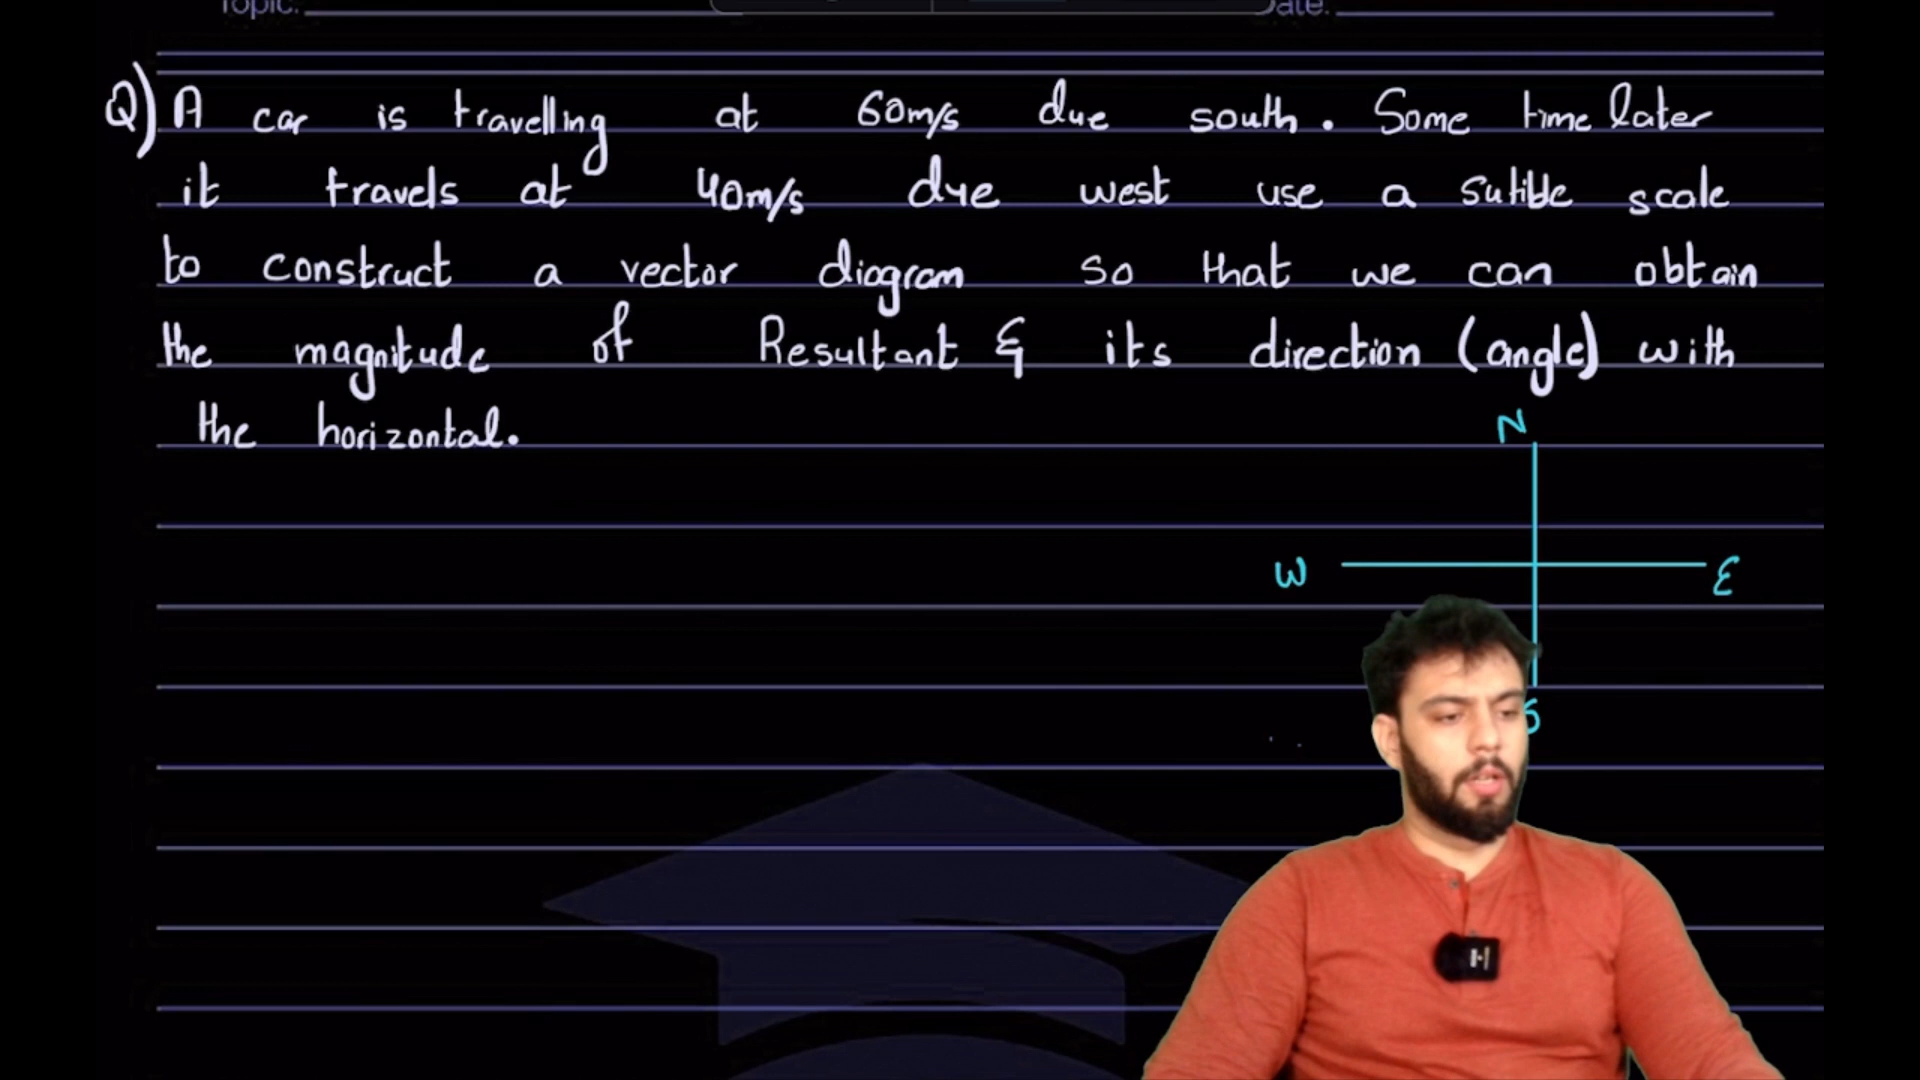 Topic:
Date:
Q) A car is travelling at 60m/s due south. Some time later
it travels at 40m/s due west use a sutible scale
to construct a vector diagram so that we can obtain
the magnitude of Resultant & its direction (angle) with
the horizontal.
N
W E
S